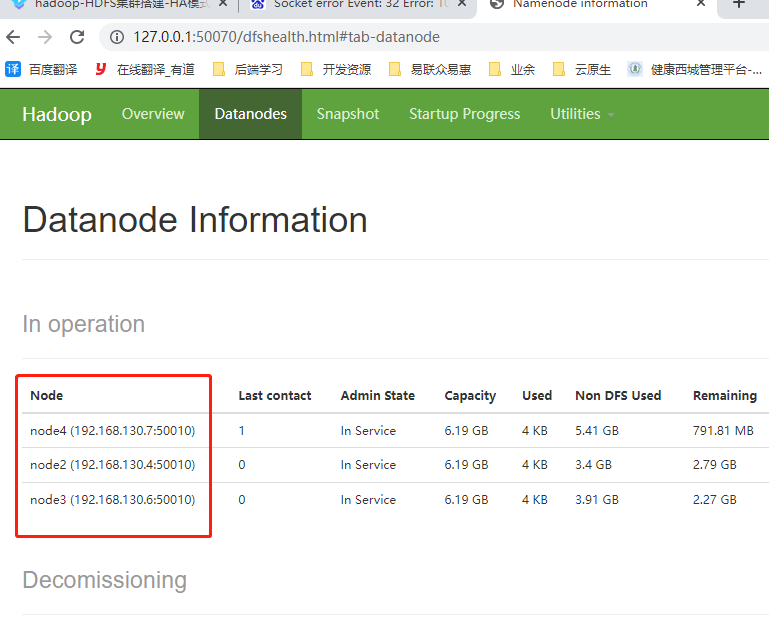 hadoop-HDFS集群搭建-HA模式 Socket error Event: 32 Error: 10 Namenode information
127.0.0.1:50070/dfshealth.html#tab-datanode
译 百度翻译 y 在线翻译_有道 后端学习 开发资源 易联众易惠 业余 云原生 健康西城管理平台-...
Hadoop Overview Datanodes Snapshot Startup Progress Utilities
Datanode Information
In operation
Node Last contact Admin State Capacity Used Non DFS Used Remaining
node4 (192.168.130.7:50010) 1 In Service 6.19 GB 4 KB 5.41 GB 791.81 MB
node2 (192.168.130.4:50010) 0 In Service 6.19 GB 4 KB 3.4 GB 2.79 GB
node3 (192.168.130.6:50010) 0 In Service 6.19 GB 4 KB 3.91 GB 2.27 GB
Decomissioning